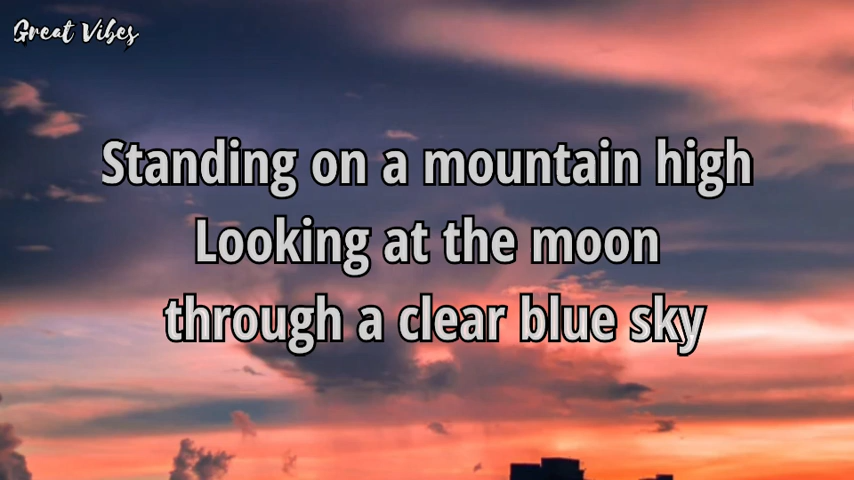 Great Vibes
Standing on a mountain high
Looking at the moon
through a clear blue sky